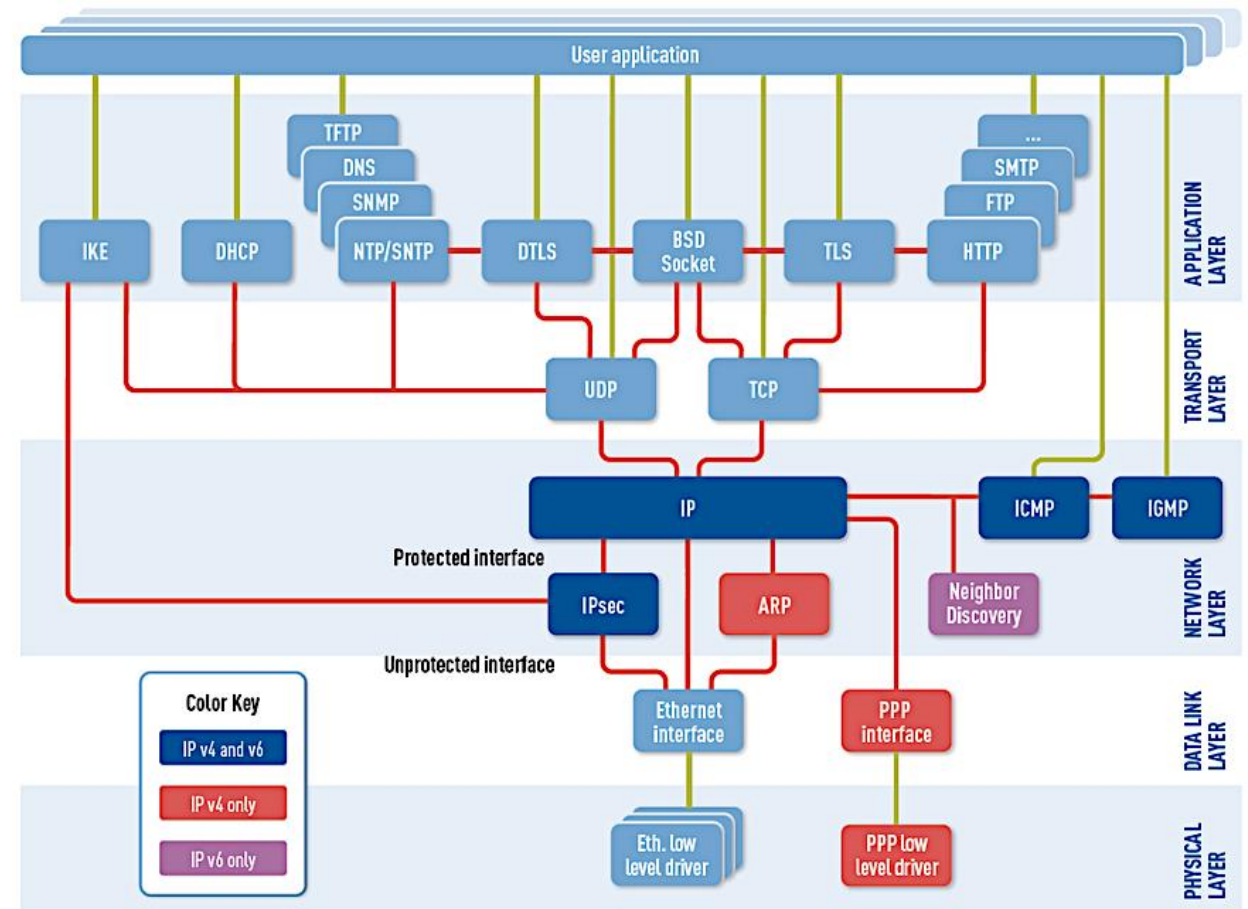 User application
TFTP
DNS
SNMP
NTP/SNTP
IKE
DHCP
DTLS
BSD
Socket
TLS
...
SMTP
FTP
HTTP
APPLICATION
LAYER
UDP
TCP
TRANSPORT
LAYER
IP
ICMP
IGMP
Protected interface
IPsec
ARP
Neighbor
Discovery
NETWORK
LAYER
Unprotected interface
Ethernet
interface
PPP
interface
DATA LINK
LAYER
Color Key
IP v4 and v6
IP v4 only
IP v6 only
Eth. low
level driver
PPP low
level driver
PHYSICAL
LAYER